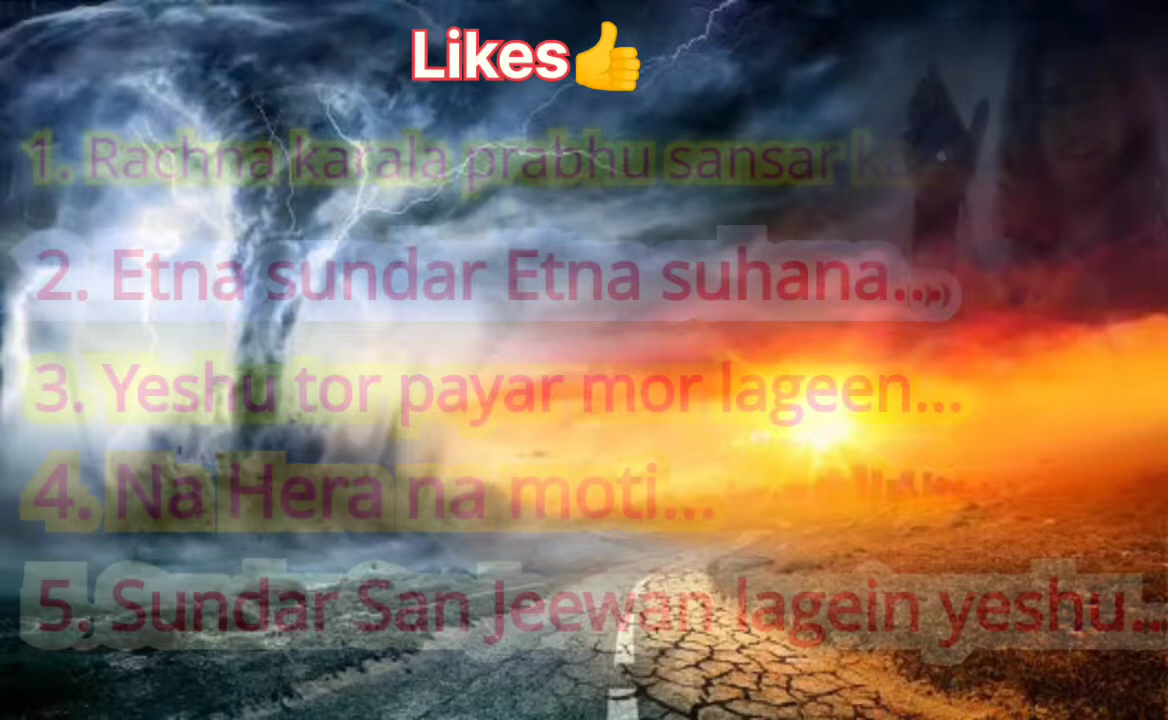 Likes👍
1. Rachna karala prabhu sansar ka...
2. Etna sundar Etna suhana...
3. Yeshu tor payar mor lageen...
4. Na Hera na moti...
5. Sundar San Jeewan lagein yeshu...